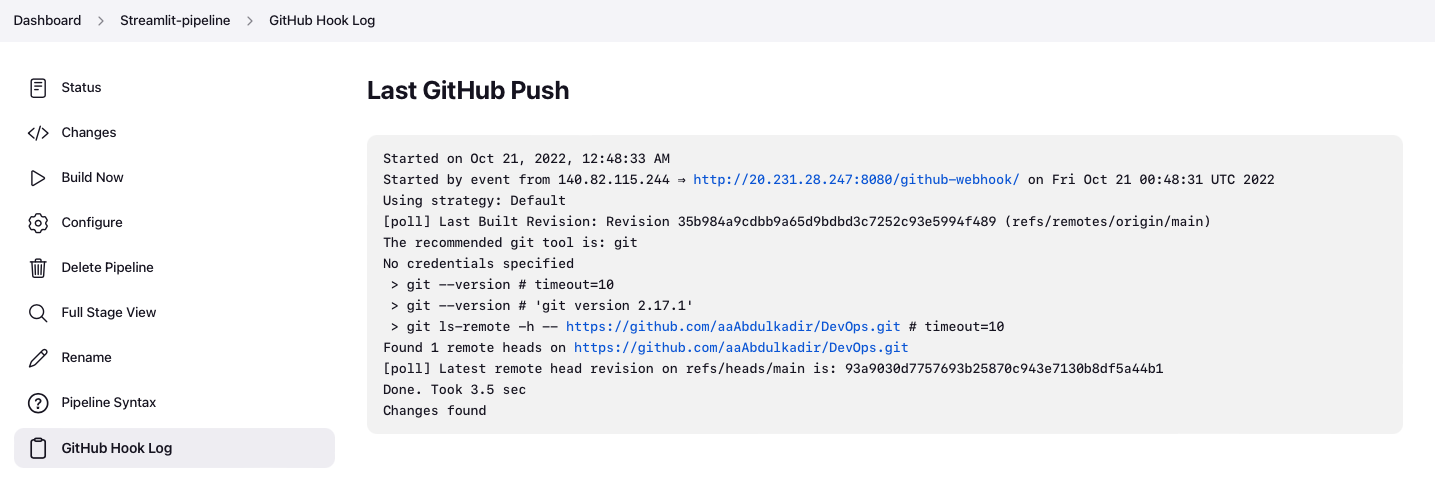 Dashboard > Streamlit-pipeline > GitHub Hook Log
Status
Changes
Build Now
Configure
Delete Pipeline
Full Stage View
Rename
Pipeline Syntax
GitHub Hook Log
Last GitHub Push
Started on Oct 21, 2022, 12:48:33 AM
Started by event from 140.82.115.244 ⇒ http://20.231.28.247:8080/github-webhook/ on Fri Oct 21 00:48:31 UTC 2022
Using strategy: Default
[poll] Last Built Revision: Revision 35b984a9cdbb9a65d9bdbd3c7252c93e5994f489 (refs/remotes/origin/main)
The recommended git tool is: git
No credentials specified
 > git --version # timeout=10
 > git --version # 'git version 2.17.1'
 > git ls-remote -h -- https://github.com/aaAbdulkadir/DevOps.git # timeout=10
Found 1 remote heads on https://github.com/aaAbdulkadir/DevOps.git
[poll] Latest remote head revision on refs/heads/main is: 93a9030d7757693b25870c943e7130b8df5a44b1
Done. Took 3.5 sec
Changes found